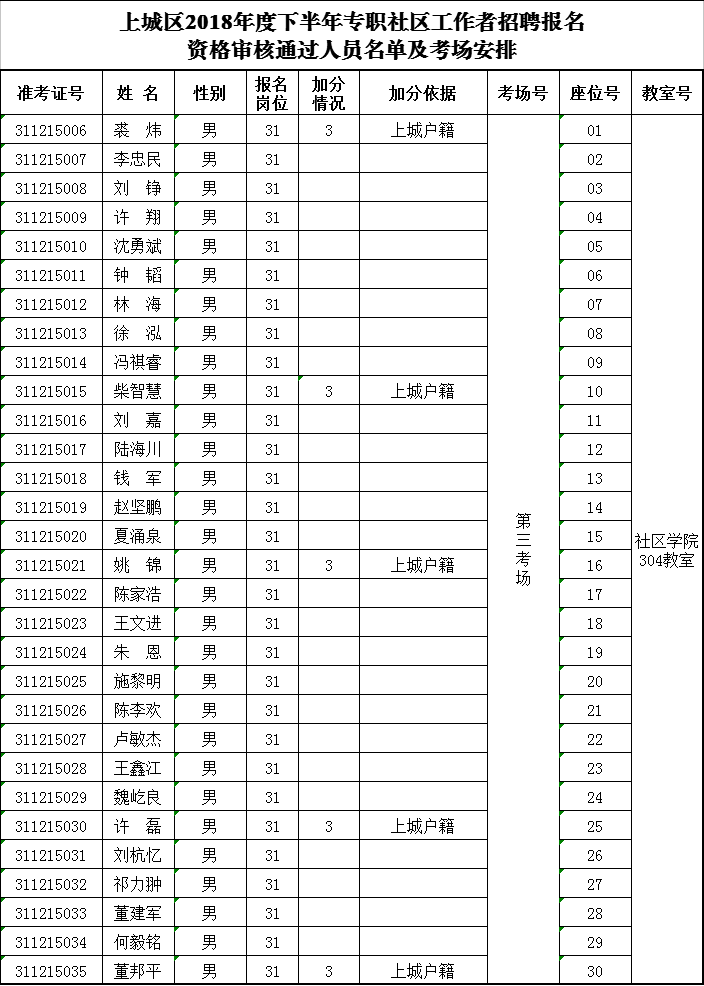 上城区2018年度下半年专职社区工作者招聘报名
资格审核通过人员名单及考场安排
准考证号 姓 名 性别 报名岗位 加分情况 加分依据 考场号 座位号 教室号
311215006 裘 炜 男 31 3 上城户籍 01
311215007 李忠民 男 31 02
311215008 刘 铮 男 31 03
311215009 许 翔 男 31 04
311215010 沈勇斌 男 31 05
311215011 钟 韬 男 31 06
311215012 林 海 男 31 07
311215013 徐 泓 男 31 08
311215014 冯祺睿 男 31 09
311215015 柴智慧 男 31 3 上城户籍 10
311215016 刘 嘉 男 31 11
311215017 陆海川 男 31 12
311215018 钱 军 男 31 13
311215019 赵坚鹏 男 31 14
311215020 夏涌泉 男 31 第三考场 15 社区学院304教室
311215021 姚 锦 男 31 3 上城户籍 16
311215022 陈家浩 男 31 17
311215023 王文进 男 31 18
311215024 朱 恩 男 31 19
311215025 施黎明 男 31 20
311215026 陈李欢 男 31 21
311215027 卢敏杰 男 31 22
311215028 王鑫江 男 31 23
311215029 魏屹良 男 31 24
311215030 许 磊 男 31 3 上城户籍 25
311215031 刘杭忆 男 31 26
311215032 祁力翀 男 31 27
311215033 董建军 男 31 28
311215034 何毅铭 男 31 29
311215035 董邦平 男 31 3 上城户籍 30